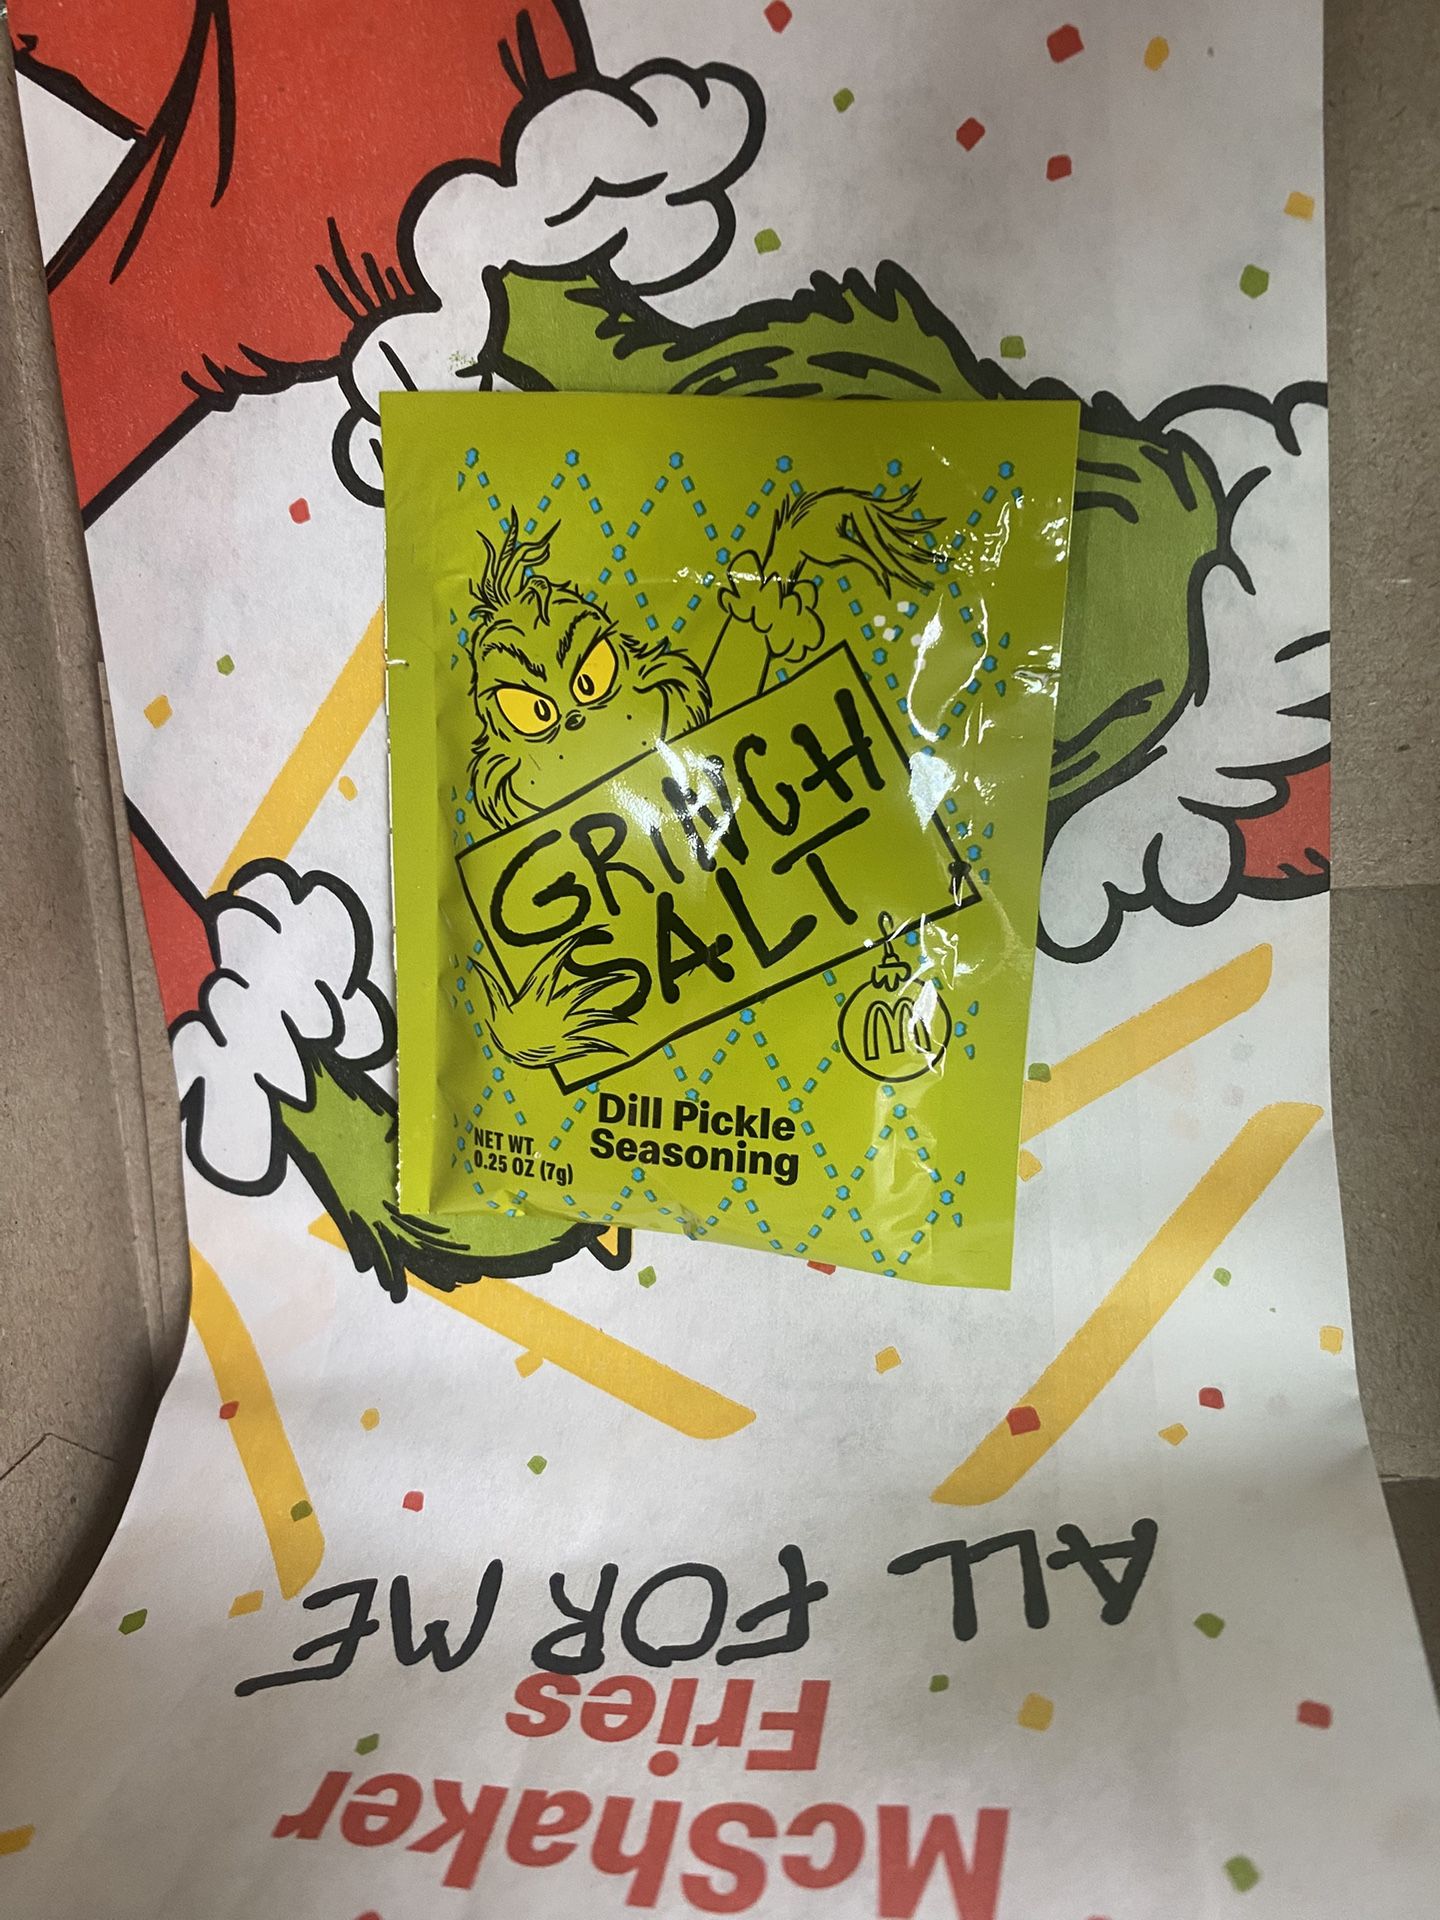 GRINCH
SALT
Dill Pickle
Seasoning
NET WT.
0.25 OZ (7g)
McShaker
Fries
ALL FOR ME